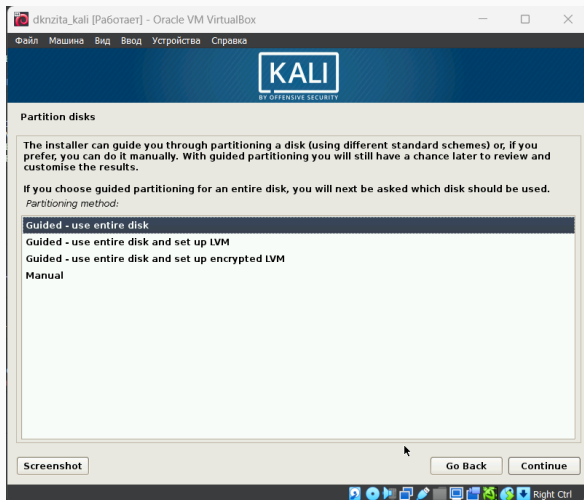 dknzita_kali [Работает] - Oracle VM VirtualBox
Файл Машина Вид Ввод Устройства Справка
KALI
BY OFFENSIVE SECURITY
Partition disks
The installer can guide you through partitioning a disk (using different standard schemes) or, if you
prefer, you can do it manually. With guided partitioning you will still have a chance later to review and
customise the results.
If you choose guided partitioning for an entire disk, you will next be asked which disk should be used.
Partitioning method:
Guided - use entire disk
Guided - use entire disk and set up LVM
Guided - use entire disk and set up encrypted LVM
Manual
Screenshot Go Back Continue
Right Ctrl